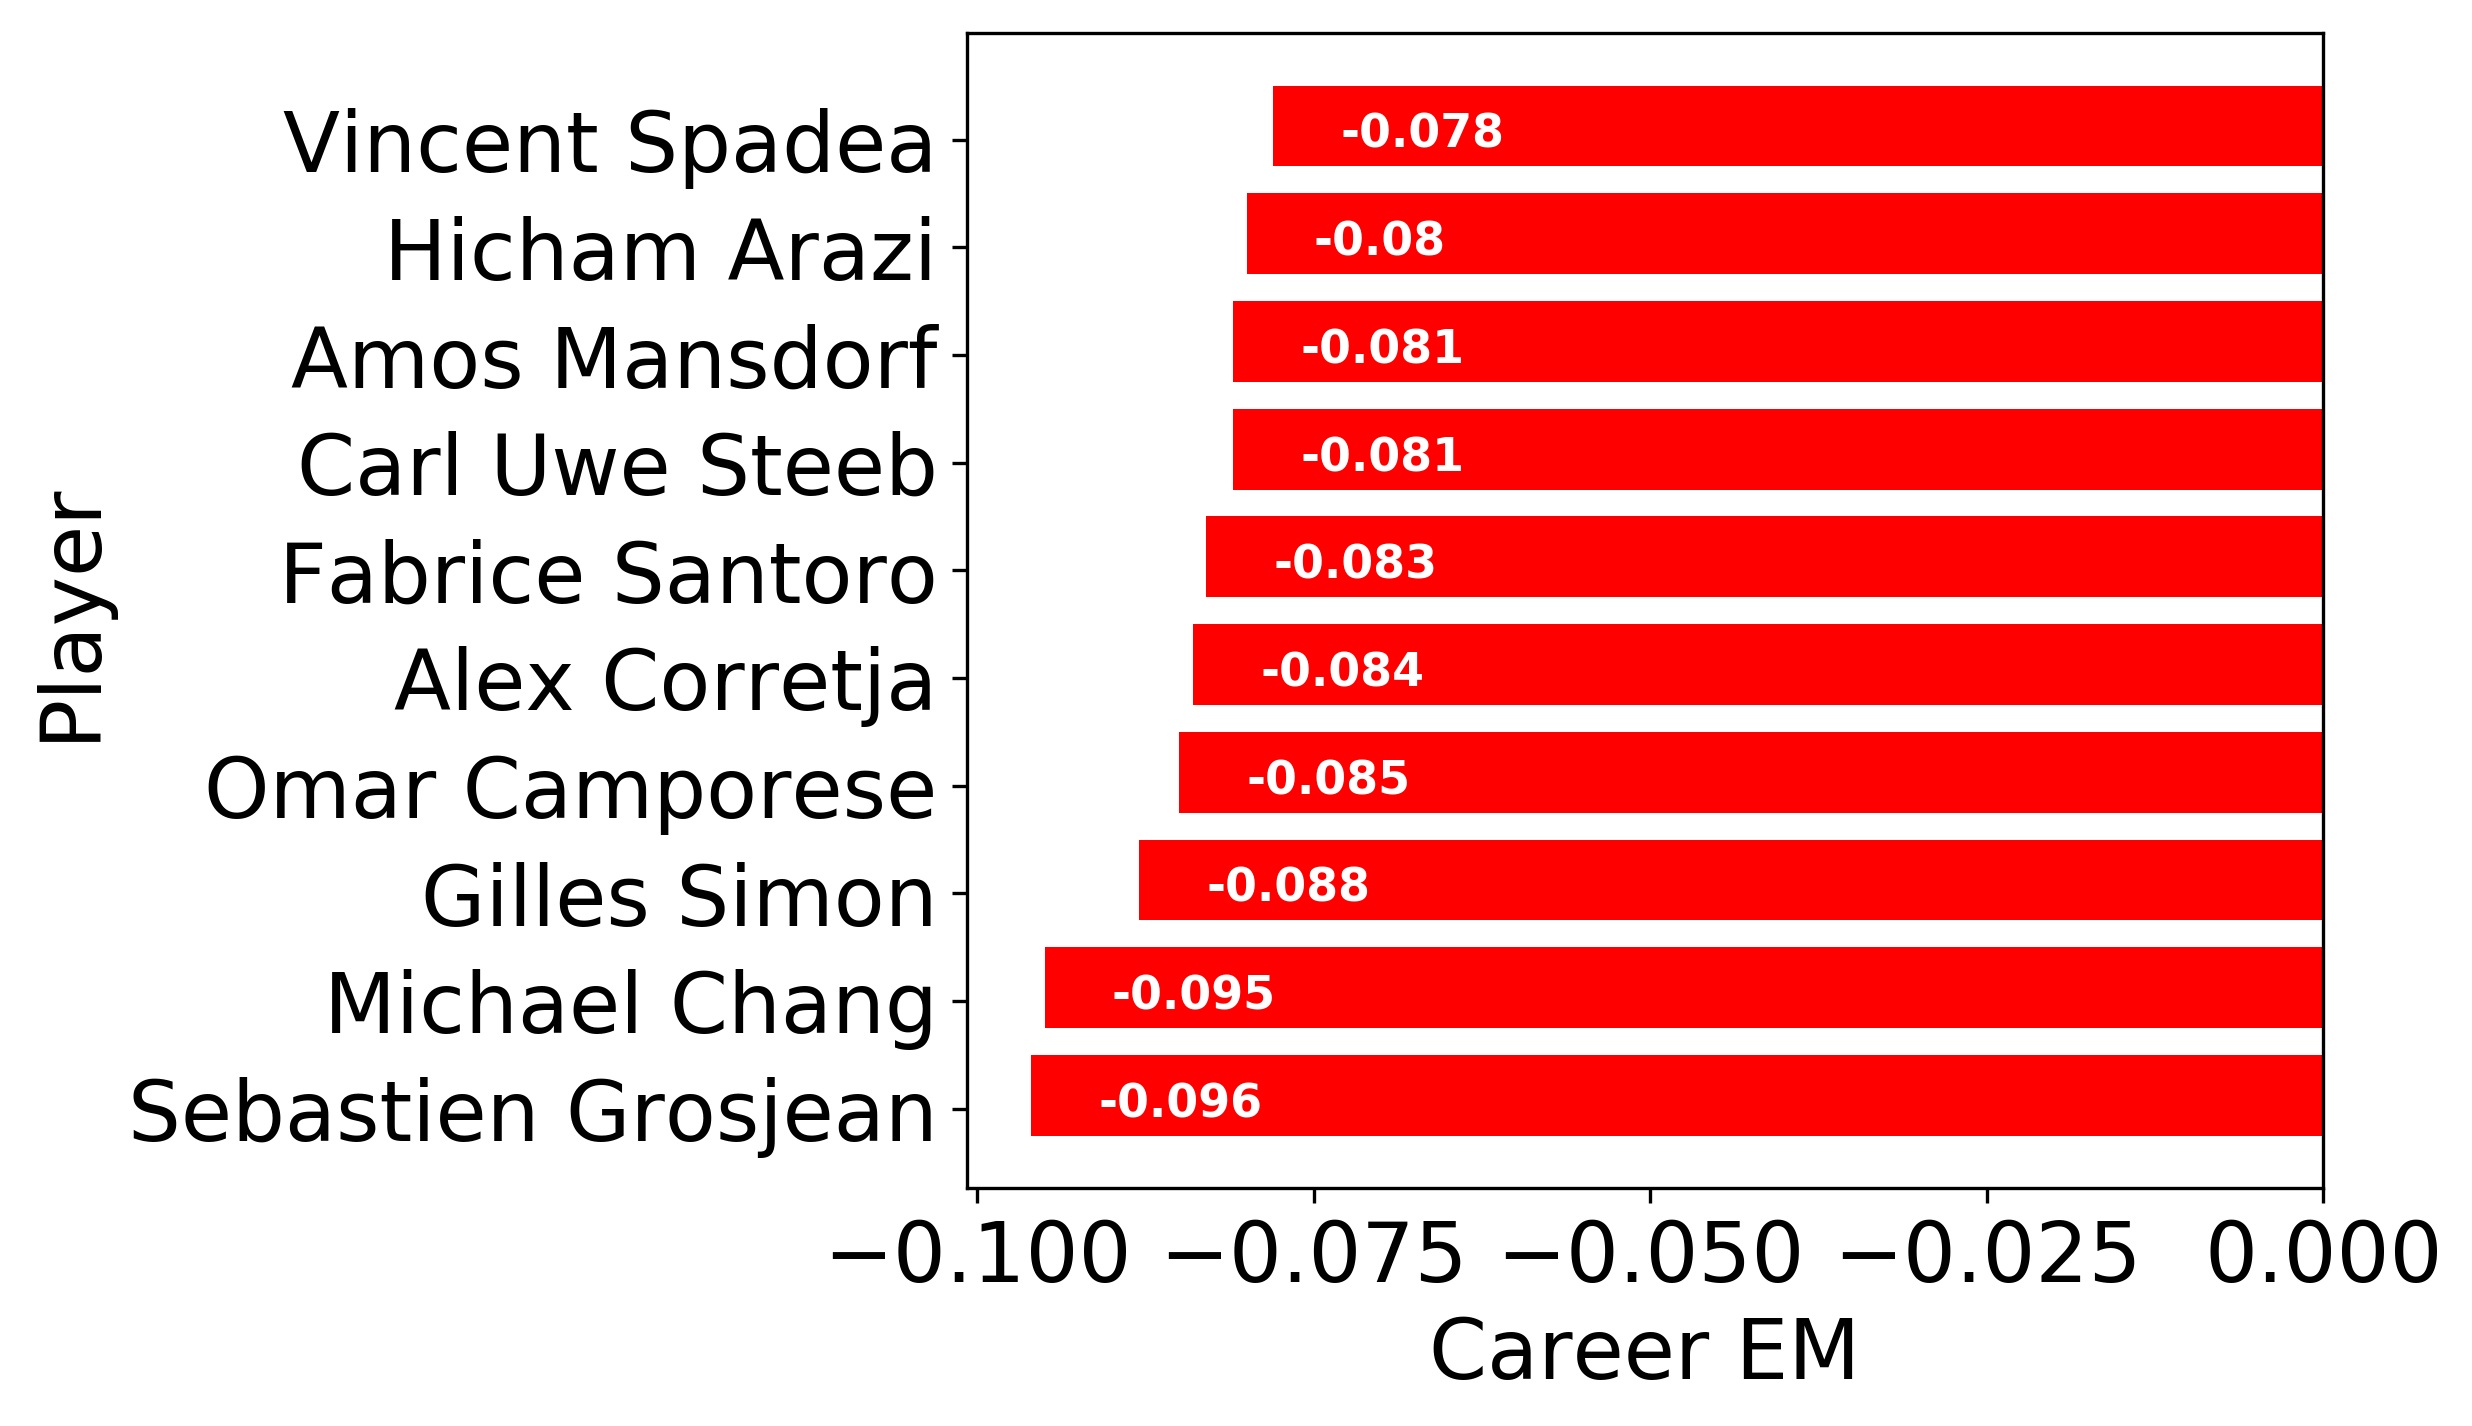 Player
Vincent Spadea -0.078
Hicham Arazi -0.08
Amos Mansdorf -0.081
Carl Uwe Steeb -0.081
Fabrice Santoro -0.083
Alex Corretja -0.084
Omar Camporese -0.085
Gilles Simon -0.088
Michael Chang -0.095
Sebastien Grosjean -0.096
−0.100 −0.075 −0.050 −0.025 0.000
Career EM